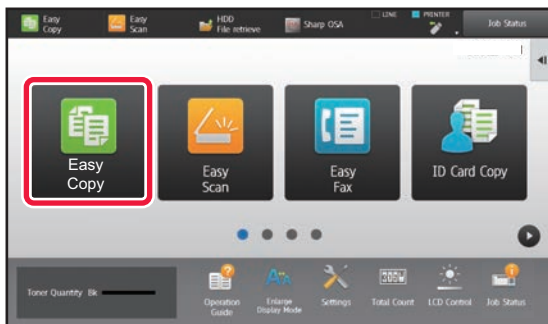 Easy
Copy
Easy
Scan
HDD
File retrieve
Sharp OSA
LINE
PRINTER
Job Status
Easy
Copy
Easy
Scan
Easy
Fax
ID Card Copy
Toner Quantity Bk
Operation
Guide
Enlarge
Display Mode
Settings
Total Count
LCD Control
Job Status